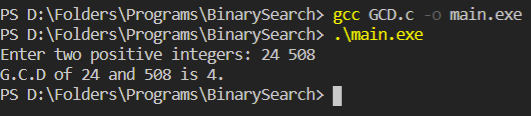 PS D:\Folders\Programs\BinarySearch> gcc GCD.c -o main.exe
PS D:\Folders\Programs\BinarySearch> .\main.exe
Enter two positive integers: 24 508
G.C.D of 24 and 508 is 4.
PS D:\Folders\Programs\BinarySearch>